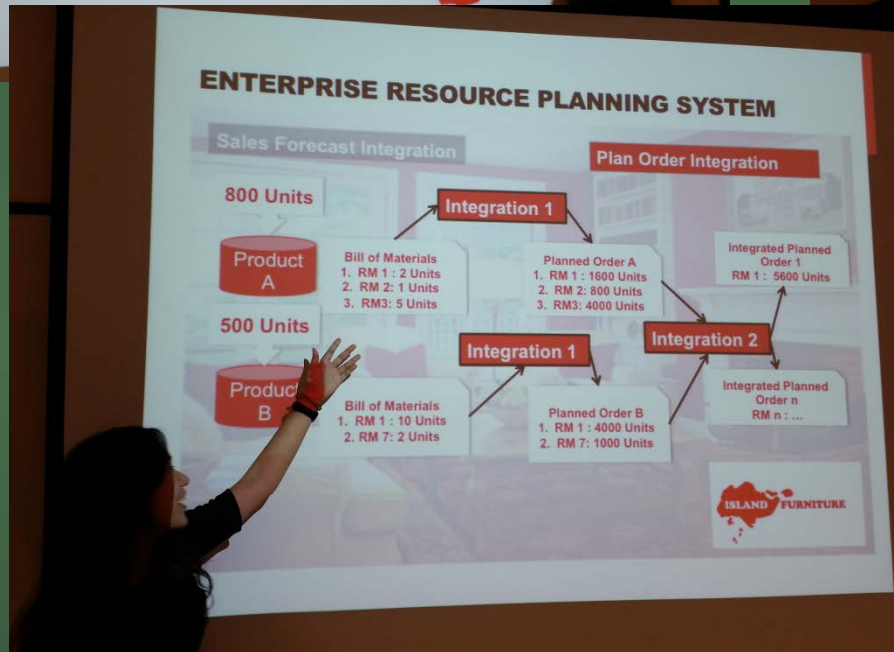 ENTERPRISE RESOURCE PLANNING SYSTEM
Sales Forecast Integration
Plan Order Integration
800 Units
Integration 1
Product
A
Bill of Materials
1. RM 1 : 2 Units
2. RM 2: 1 Units
3. RM3: 5 Units
Planned Order A
1. RM 1 : 1600 Units
2. RM 2: 800 Units
3. RM3: 4000 Units
Integrated Planned
Order 1
RM 1 : 5600 Units
500 Units
Integration 1
Integration 2
Product
B
Bill of Materials
1. RM 1 : 10 Units
2. RM 7: 2 Units
Planned Order B
1. RM 1 : 4000 Units
2. RM 7: 1000 Units
Integrated Planned
Order n
RM n : ...
ISLAND FURNITURE